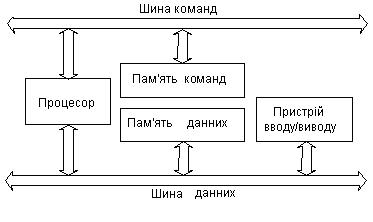 Шина команд
Пам'ять команд
Процесор
Пам'ять данних
Пристрій
вводу/виводу
Шина данних